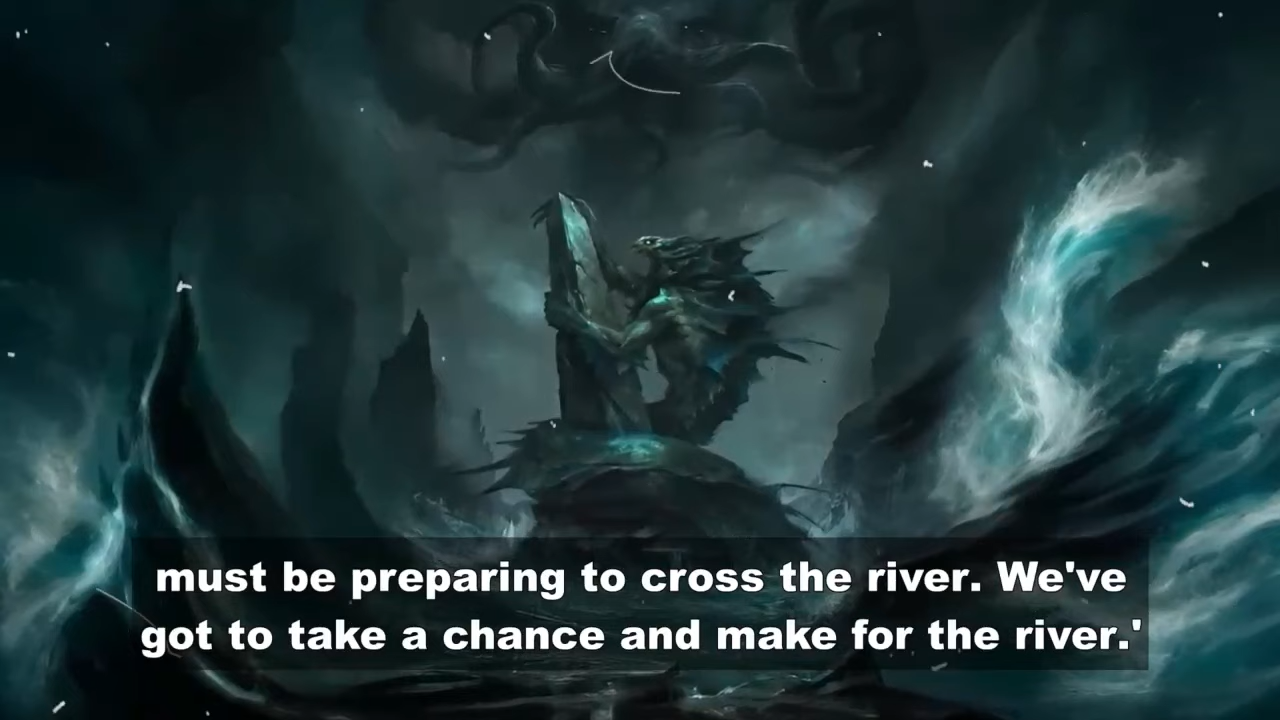 must be preparing to cross the river. We've
got to take a chance and make for the river.'